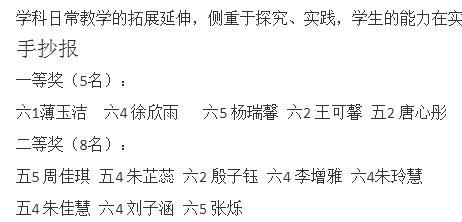 学科日常教学的拓展延伸，侧重于探究、实践，学生的能力在实
手抄报
一等奖（5名）：
六1薄玉洁 六4徐欣雨 六5杨瑞馨 六2王可馨 五2唐心彤
二等奖（8名）：
五5周佳琪 五4朱芷蕊 六2殷子钰 六4李增雅 六4朱玲慧
五4朱佳慧 六4刘子涵 六5张烁